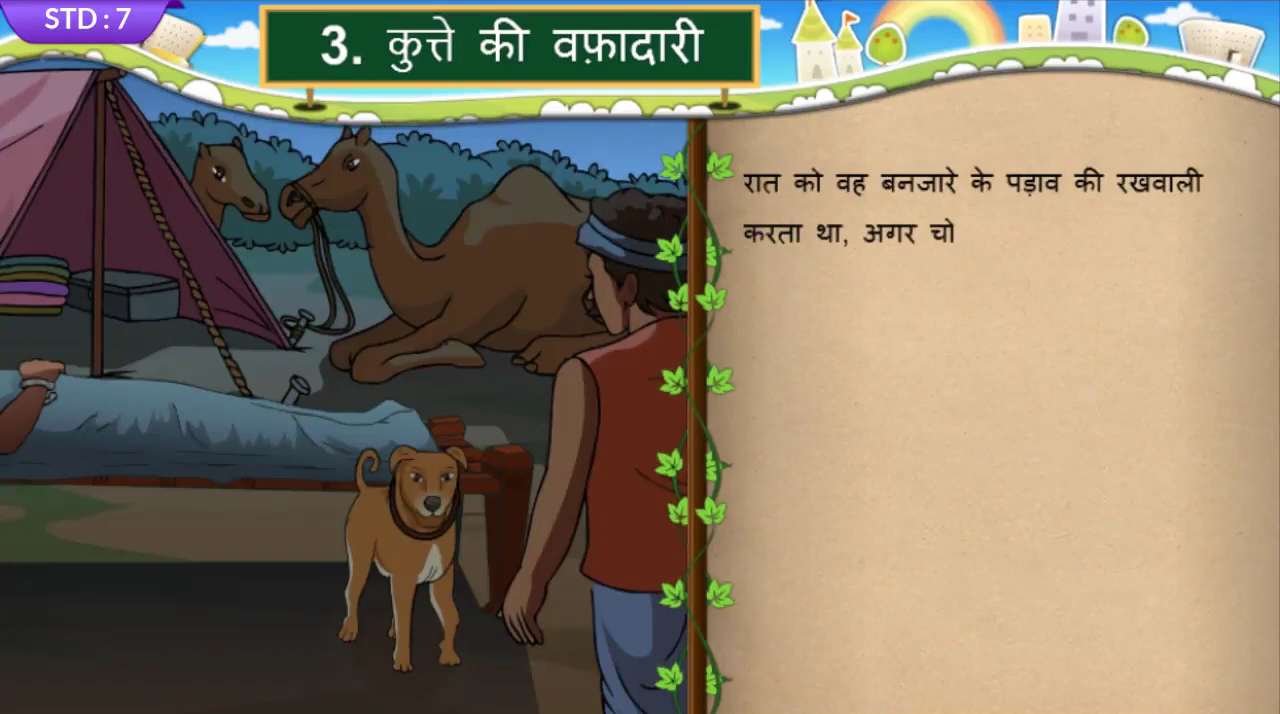 STD : 7
3. कुत्ते की वफ़ादारी
रात को वह बनजारे के पड़ाव की रखवाली
करता था, अगर चो